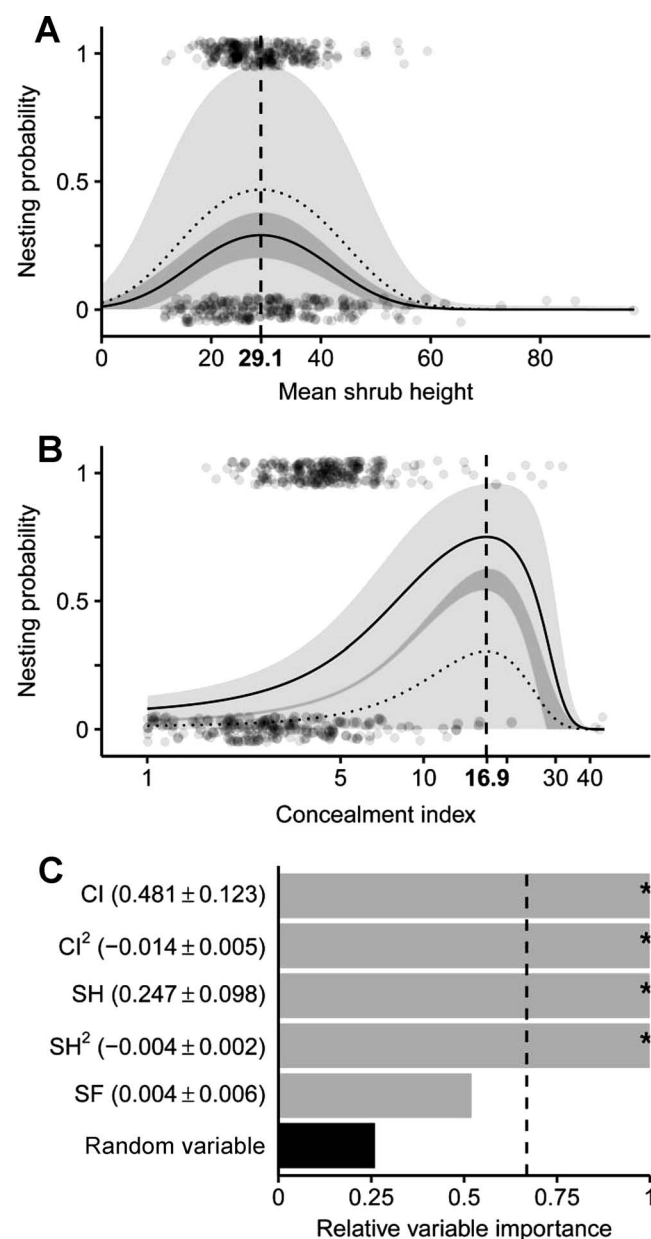 A
Nesting probability
1
0.5
0
0 20 29.1 40 60 80
Mean shrub height
B
Nesting probability
1
0.5
0
1 5 10 16.9 30 40
Concealment index
C
CI (0.481 ± 0.123) *
CI² (−0.014 ± 0.005) *
SH (0.247 ± 0.098) *
SH² (−0.004 ± 0.002) *
SF (0.004 ± 0.006)
Random variable
0 0.25 0.5 0.75 1
Relative variable importance